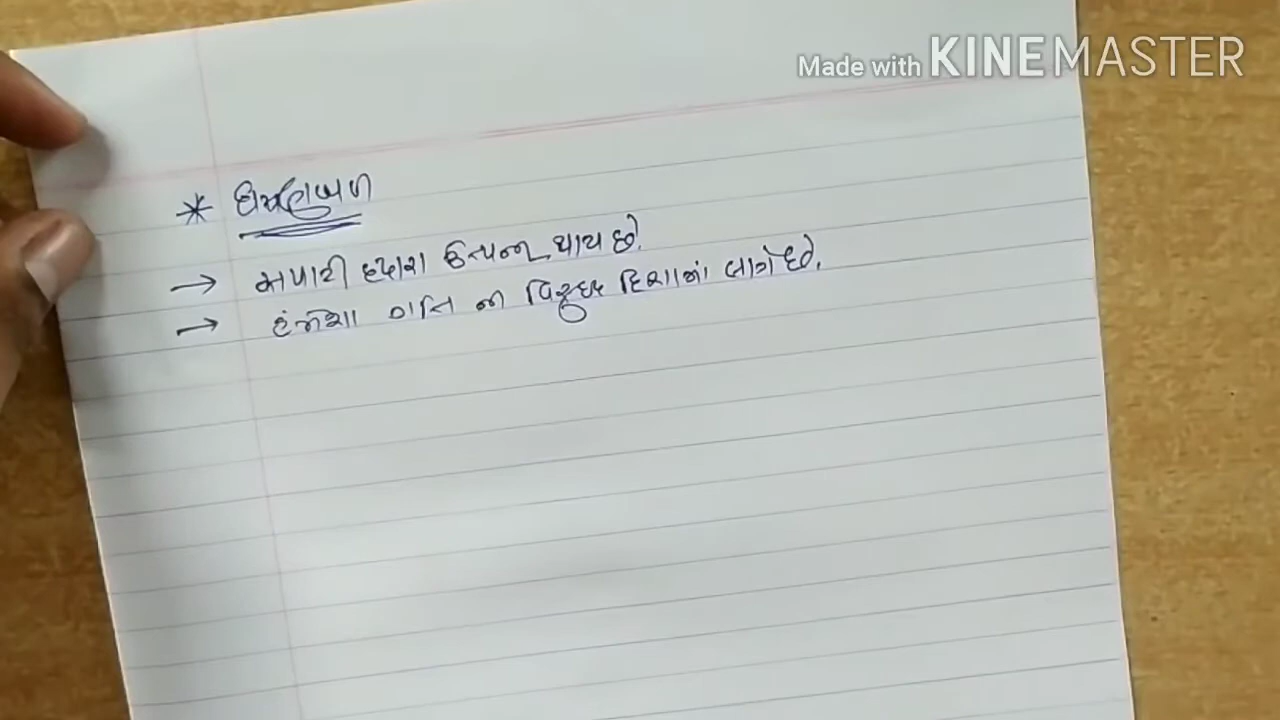 Made with KINEMASTER
* ઘર્ષણબળ
→ સપાટી દ્વારા ઉત્પન્ન થાય છે.
→ હંમેશા ગતિ ની વિરુદ્ધ દિશામાં લાગે છે.